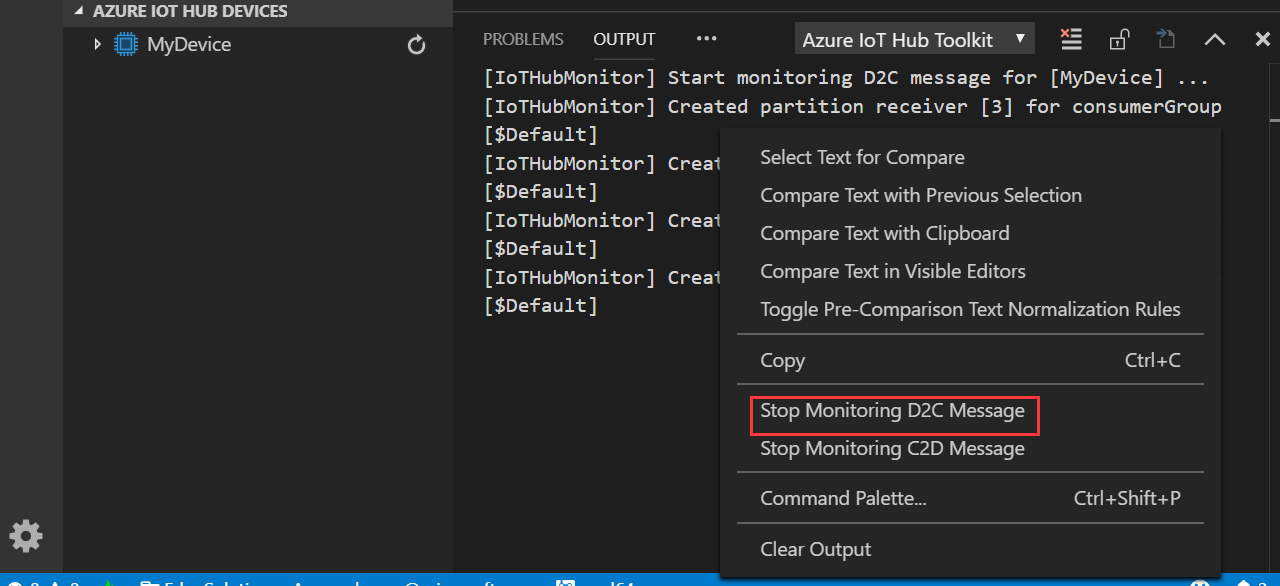 AZURE IOT HUB DEVICES
MyDevice
PROBLEMS OUTPUT ••• Azure IoT Hub Toolkit
[IoTHubMonitor] Start monitoring D2C message for [MyDevice] ...
[IoTHubMonitor] Created partition receiver [3] for consumerGroup
[$Default]
[IoTHubMonitor] Creat
[$Default]
[IoTHubMonitor] Creat
[$Default]
[IoTHubMonitor] Creat
[$Default]
Select Text for Compare
Compare Text with Previous Selection
Compare Text with Clipboard
Compare Text in Visible Editors
Toggle Pre-Comparison Text Normalization Rules
Copy Ctrl+C
Stop Monitoring D2C Message
Stop Monitoring C2D Message
Command Palette... Ctrl+Shift+P
Clear Output